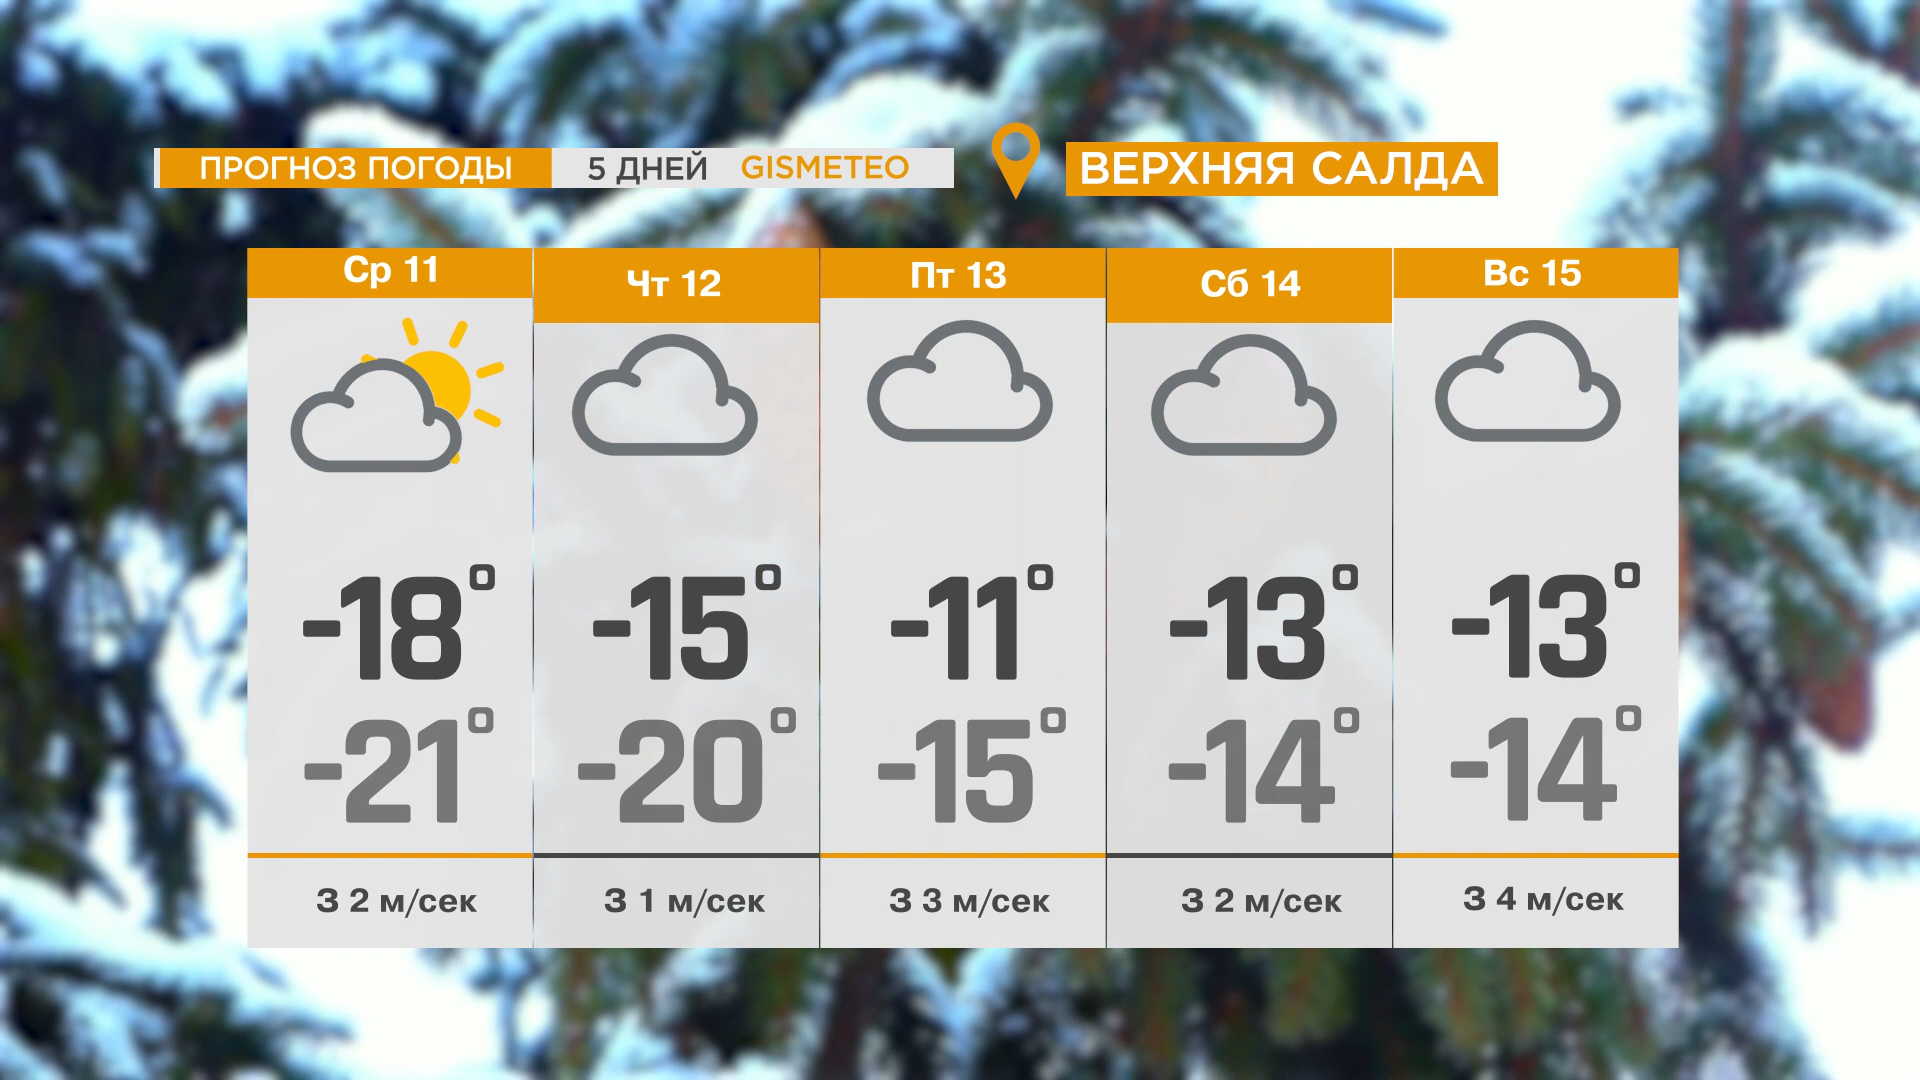 ПРОГНОЗ ПОГОДЫ 5 ДНЕЙ GISMETEO
ВЕРХНЯЯ САЛДА
Ср 11
-18°
-21°
З 2 м/сек
Чт 12
-15°
-20°
З 1 м/сек
Пт 13
-11°
-15°
З 3 м/сек
Сб 14
-13°
-14°
З 2 м/сек
Вс 15
-13°
-14°
З 4 м/сек